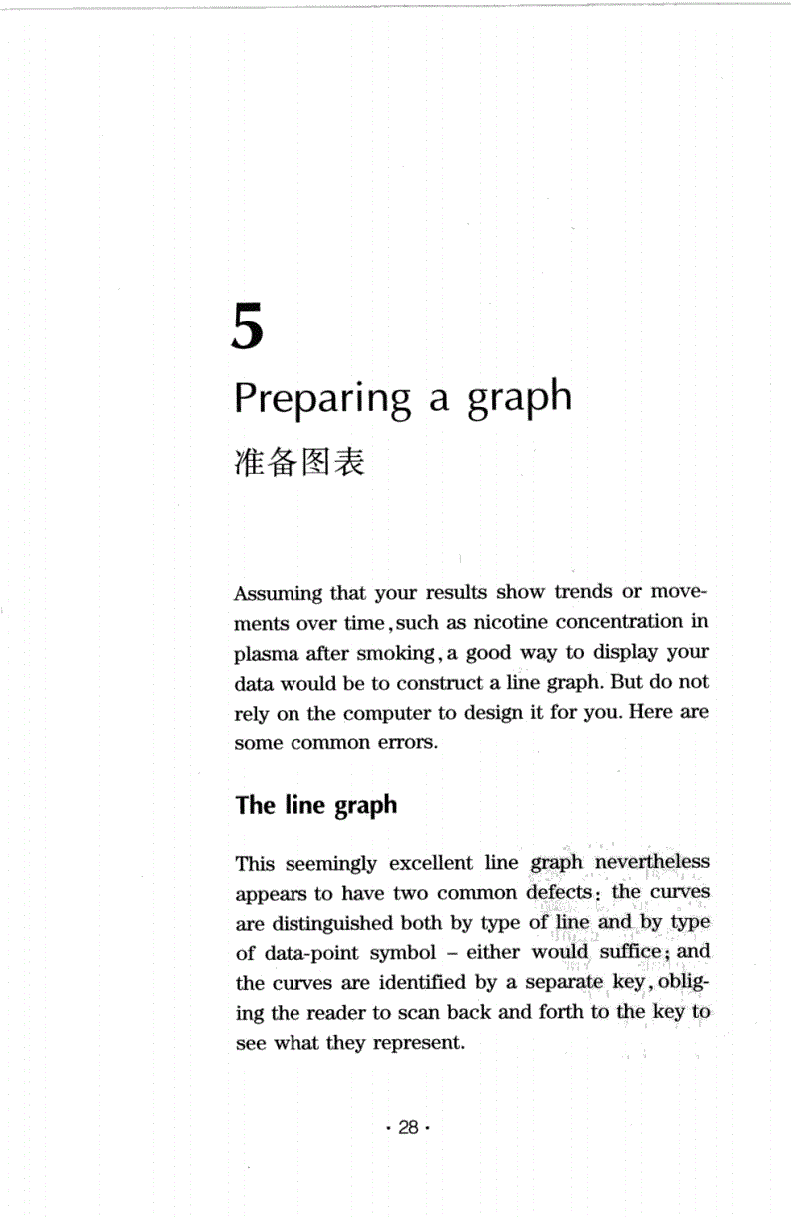 5
Preparing a graph
准备图表
Assuming that your results show trends or move-
ments over time,such as nicotine concentration in
plasma after smoking,a good way to display your
data would be to construct a line graph. But do not
rely on the computer to design it for you. Here are
some common errors.
The line graph
This seemingly excellent line graph nevertheless
appears to have two common defects: the curves
are distinguished both by type of line and by type
of data-point symbol – either would suffice; and
the curves are identified by a separate key, oblig-
ing the reader to scan back and forth to the key to
see what they represent.
· 28 ·